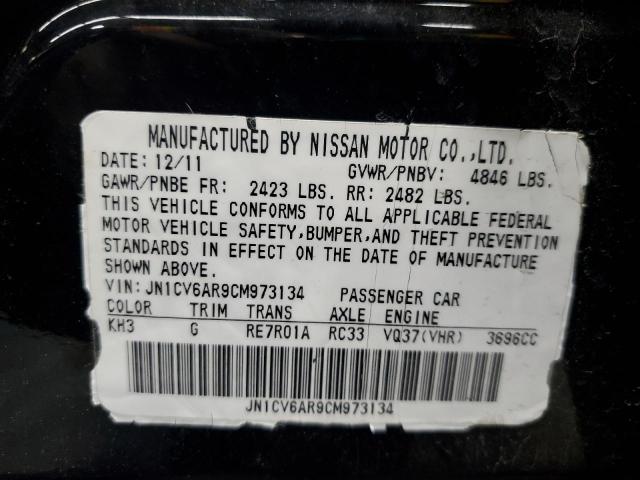 MANUFACTURED BY NISSAN MOTOR CO.,LTD.
DATE: 12/11 GVWR/PNBV: 4846 LBS.
GAWR/PNBE FR: 2423 LBS. RR: 2482 LBS.
THIS VEHICLE CONFORMS TO ALL APPLICABLE FEDERAL
MOTOR VEHICLE SAFETY,BUMPER,AND THEFT PREVENTION
STANDARDS IN EFFECT ON THE DATE OF MANUFACTURE
SHOWN ABOVE.
VIN: JN1CV6AR9CM973134 PASSENGER CAR
COLOR TRIM TRANS AXLE ENGINE
KH3 G RE7R01A RC33 VQ37(VHR) 3696CC
JN1CV6AR9CM973134